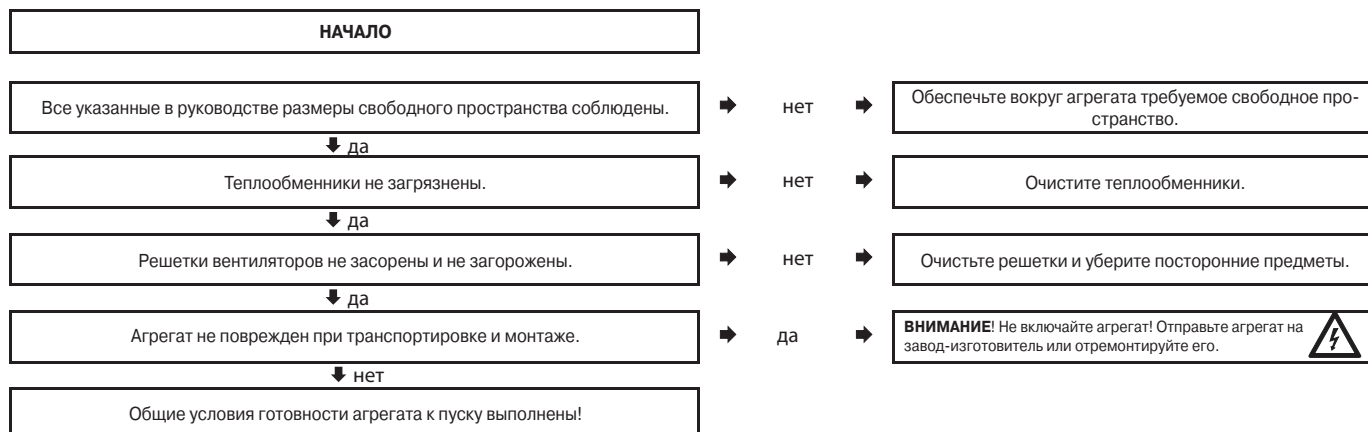 НАЧАЛО
Все указанные в руководстве размеры свободного пространства соблюдены.
нет
Обеспечьте вокруг агрегата требуемое свободное про-
странство.
да
Теплообменники не загрязнены.
нет
Очистите теплообменники.
да
Решетки вентиляторов не засорены и не загорожены.
нет
Очистьте решетки и уберите посторонние предметы.
да
Агрегат не поврежден при транспортировке и монтаже.
да
ВНИМАНИЕ! Не включайте агрегат! Отправьте агрегат на
завод-изготовитель или отремонтируйте его.
нет
Общие условия готовности агрегата к пуску выполнены!